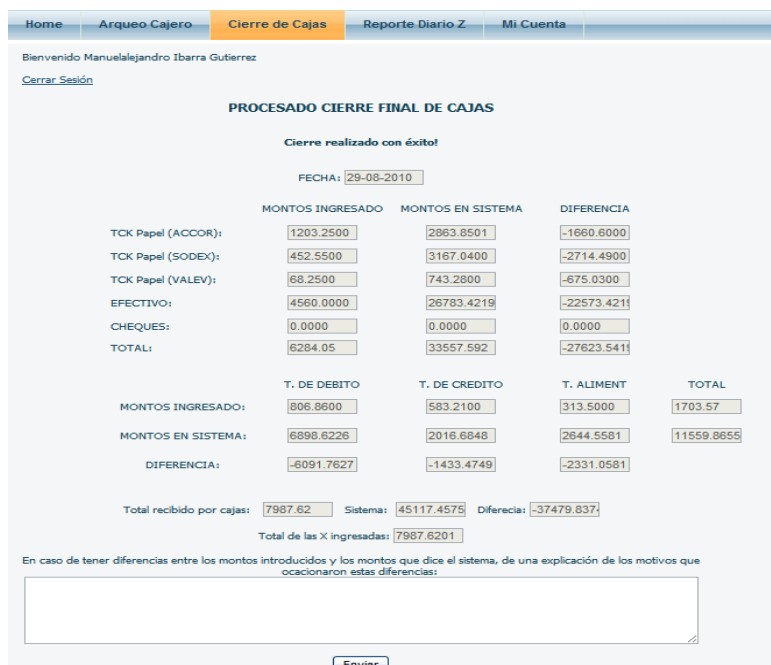 Home Arqueo Cajero Cierre de Cajas Reporte Diario Z Mi Cuenta
Bienvenido Manuelalejandro Ibarra Gutierrez
Cerrar Sesión
PROCESADO CIERRE FINAL DE CAJAS
Cierre realizado con éxito!
FECHA: 29-08-2010
MONTOS INGRESADO MONTOS EN SISTEMA DIFERENCIA
TCK Papel (ACCOR): 1203.2500 2863.8501 -1660.6000
TCK Papel (SODEX): 452.5500 3167.0400 -2714.4900
TCK Papel (VALEV): 68.2500 743.2800 -675.0300
EFECTIVO: 4560.0000 26783.4219 -22573.4219
CHEQUES: 0.0000 0.0000 0.0000
TOTAL: 6284.05 33557.592 -27623.5419
T. DE DEBITO T. DE CREDITO T. ALIMENT TOTAL
MONTOS INGRESADO: 806.8600 583.2100 313.5000 1703.57
MONTOS EN SISTEMA: 6898.6226 2016.6848 2644.5581 11559.8655
DIFERENCIA: -6091.7627 -1433.4749 -2331.0581
Total recibido por cajas: 7987.62 Sistema: 45117.4575 Diferecia: -37479.8374
Total de las X ingresadas: 7987.6201
En caso de tener diferencias entre los montos introducidos y los montos que dice el sistema, de una explicación de los motivos que
ocacionaron estas diferencias:
Enviar